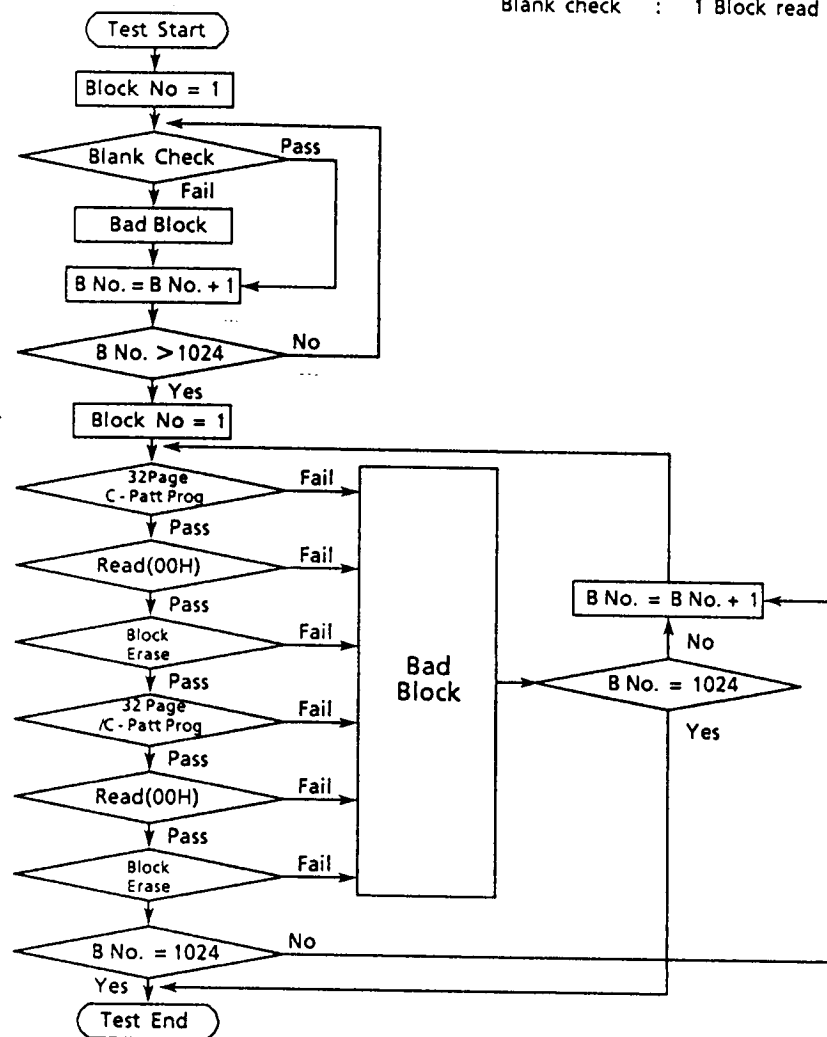 Blank check : 1 Block read
Test Start
Block No = 1
Blank Check
Pass
Fail
Bad Block
B No. = B No. + 1
B No. > 1024
No
Yes
Block No = 1
32Page
C - Patt Prog
Fail
Pass
Read(00H)
Fail
Pass
Block
Erase
Fail
Pass
32 Page
/C - Patt Prog
Fail
Pass
Read(00H)
Fail
Pass
Block
Erase
Fail
Bad
Block
B No. = B No. + 1
No
B No. = 1024
Yes
B No. = 1024
No
Yes
Test End